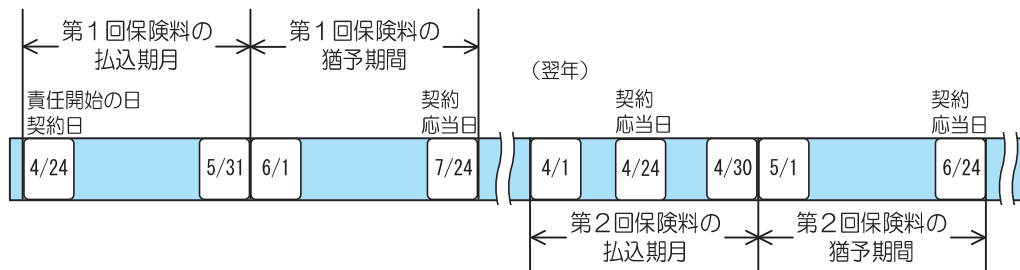 第１回保険料の
払込期月
第１回保険料の
猶予期間
（翌年）
責任開始の日
契約日
契約
応当日
契約
応当日
契約
応当日
4/24
5/31
6/1
7/24
4/1
4/24
4/30
5/1
6/24
第２回保険料の
払込期月
第２回保険料の
猶予期間